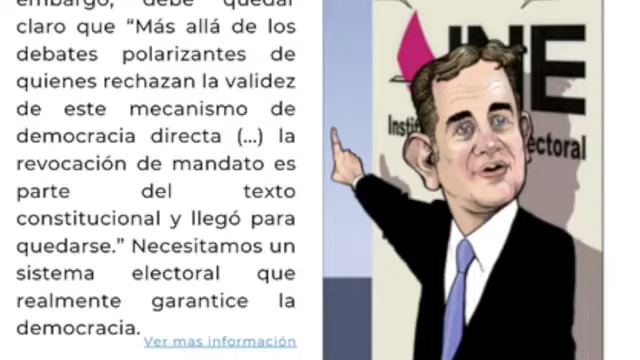 embargo, debe quedar
claro que “Más allá de los
debates polarizantes de
quienes rechazan la validez
de este mecanismo de
democracia directa (...) la
revocación de mandato es
parte del texto
constitucional y llegó para
quedarse.” Necesitamos un
sistema electoral que
realmente garantice la
democracia.
Ver mas información
INE
Instit
ectoral